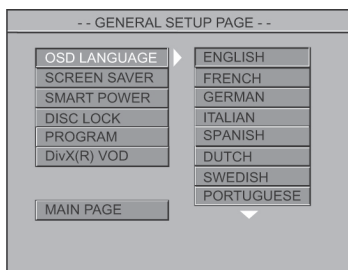 - - GENERAL SETUP PAGE - -
OSD LANGUAGE
SCREEN SAVER
SMART POWER
DISC LOCK
PROGRAM
DivX(R) VOD
MAIN PAGE
ENGLISH
FRENCH
GERMAN
ITALIAN
SPANISH
DUTCH
SWEDISH
PORTUGUESE